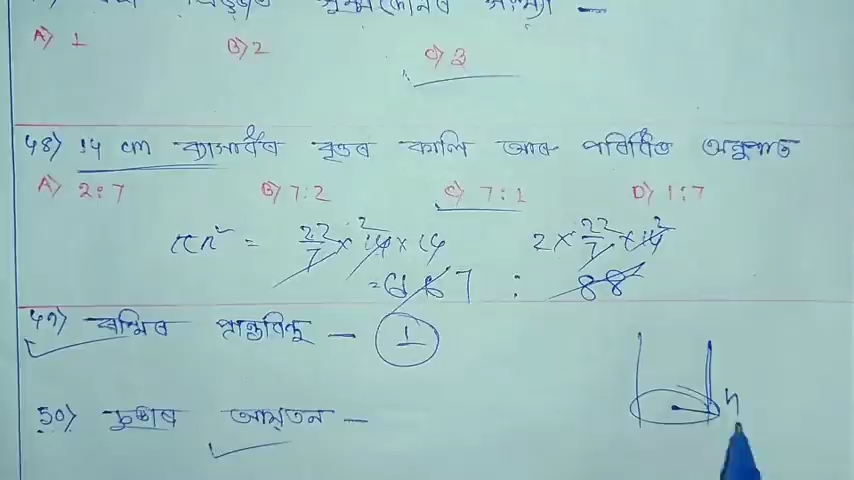 A) 1 B) 2 C) 3
48) 14 cm ব্যাসাৰ্ধৰ বৃত্তৰ কালি আৰু পৰিধিৰ অনুপাত
A) 2:7 B) 7:2 C) 7:1 D) 1:7
πr² = 22/7 × 14 × 14 2 × 22/7 × 14
7 : 88
49) ৰশ্মিৰ প্ৰান্তবিন্দু — 1
50) চুঙাৰ আয়তন —